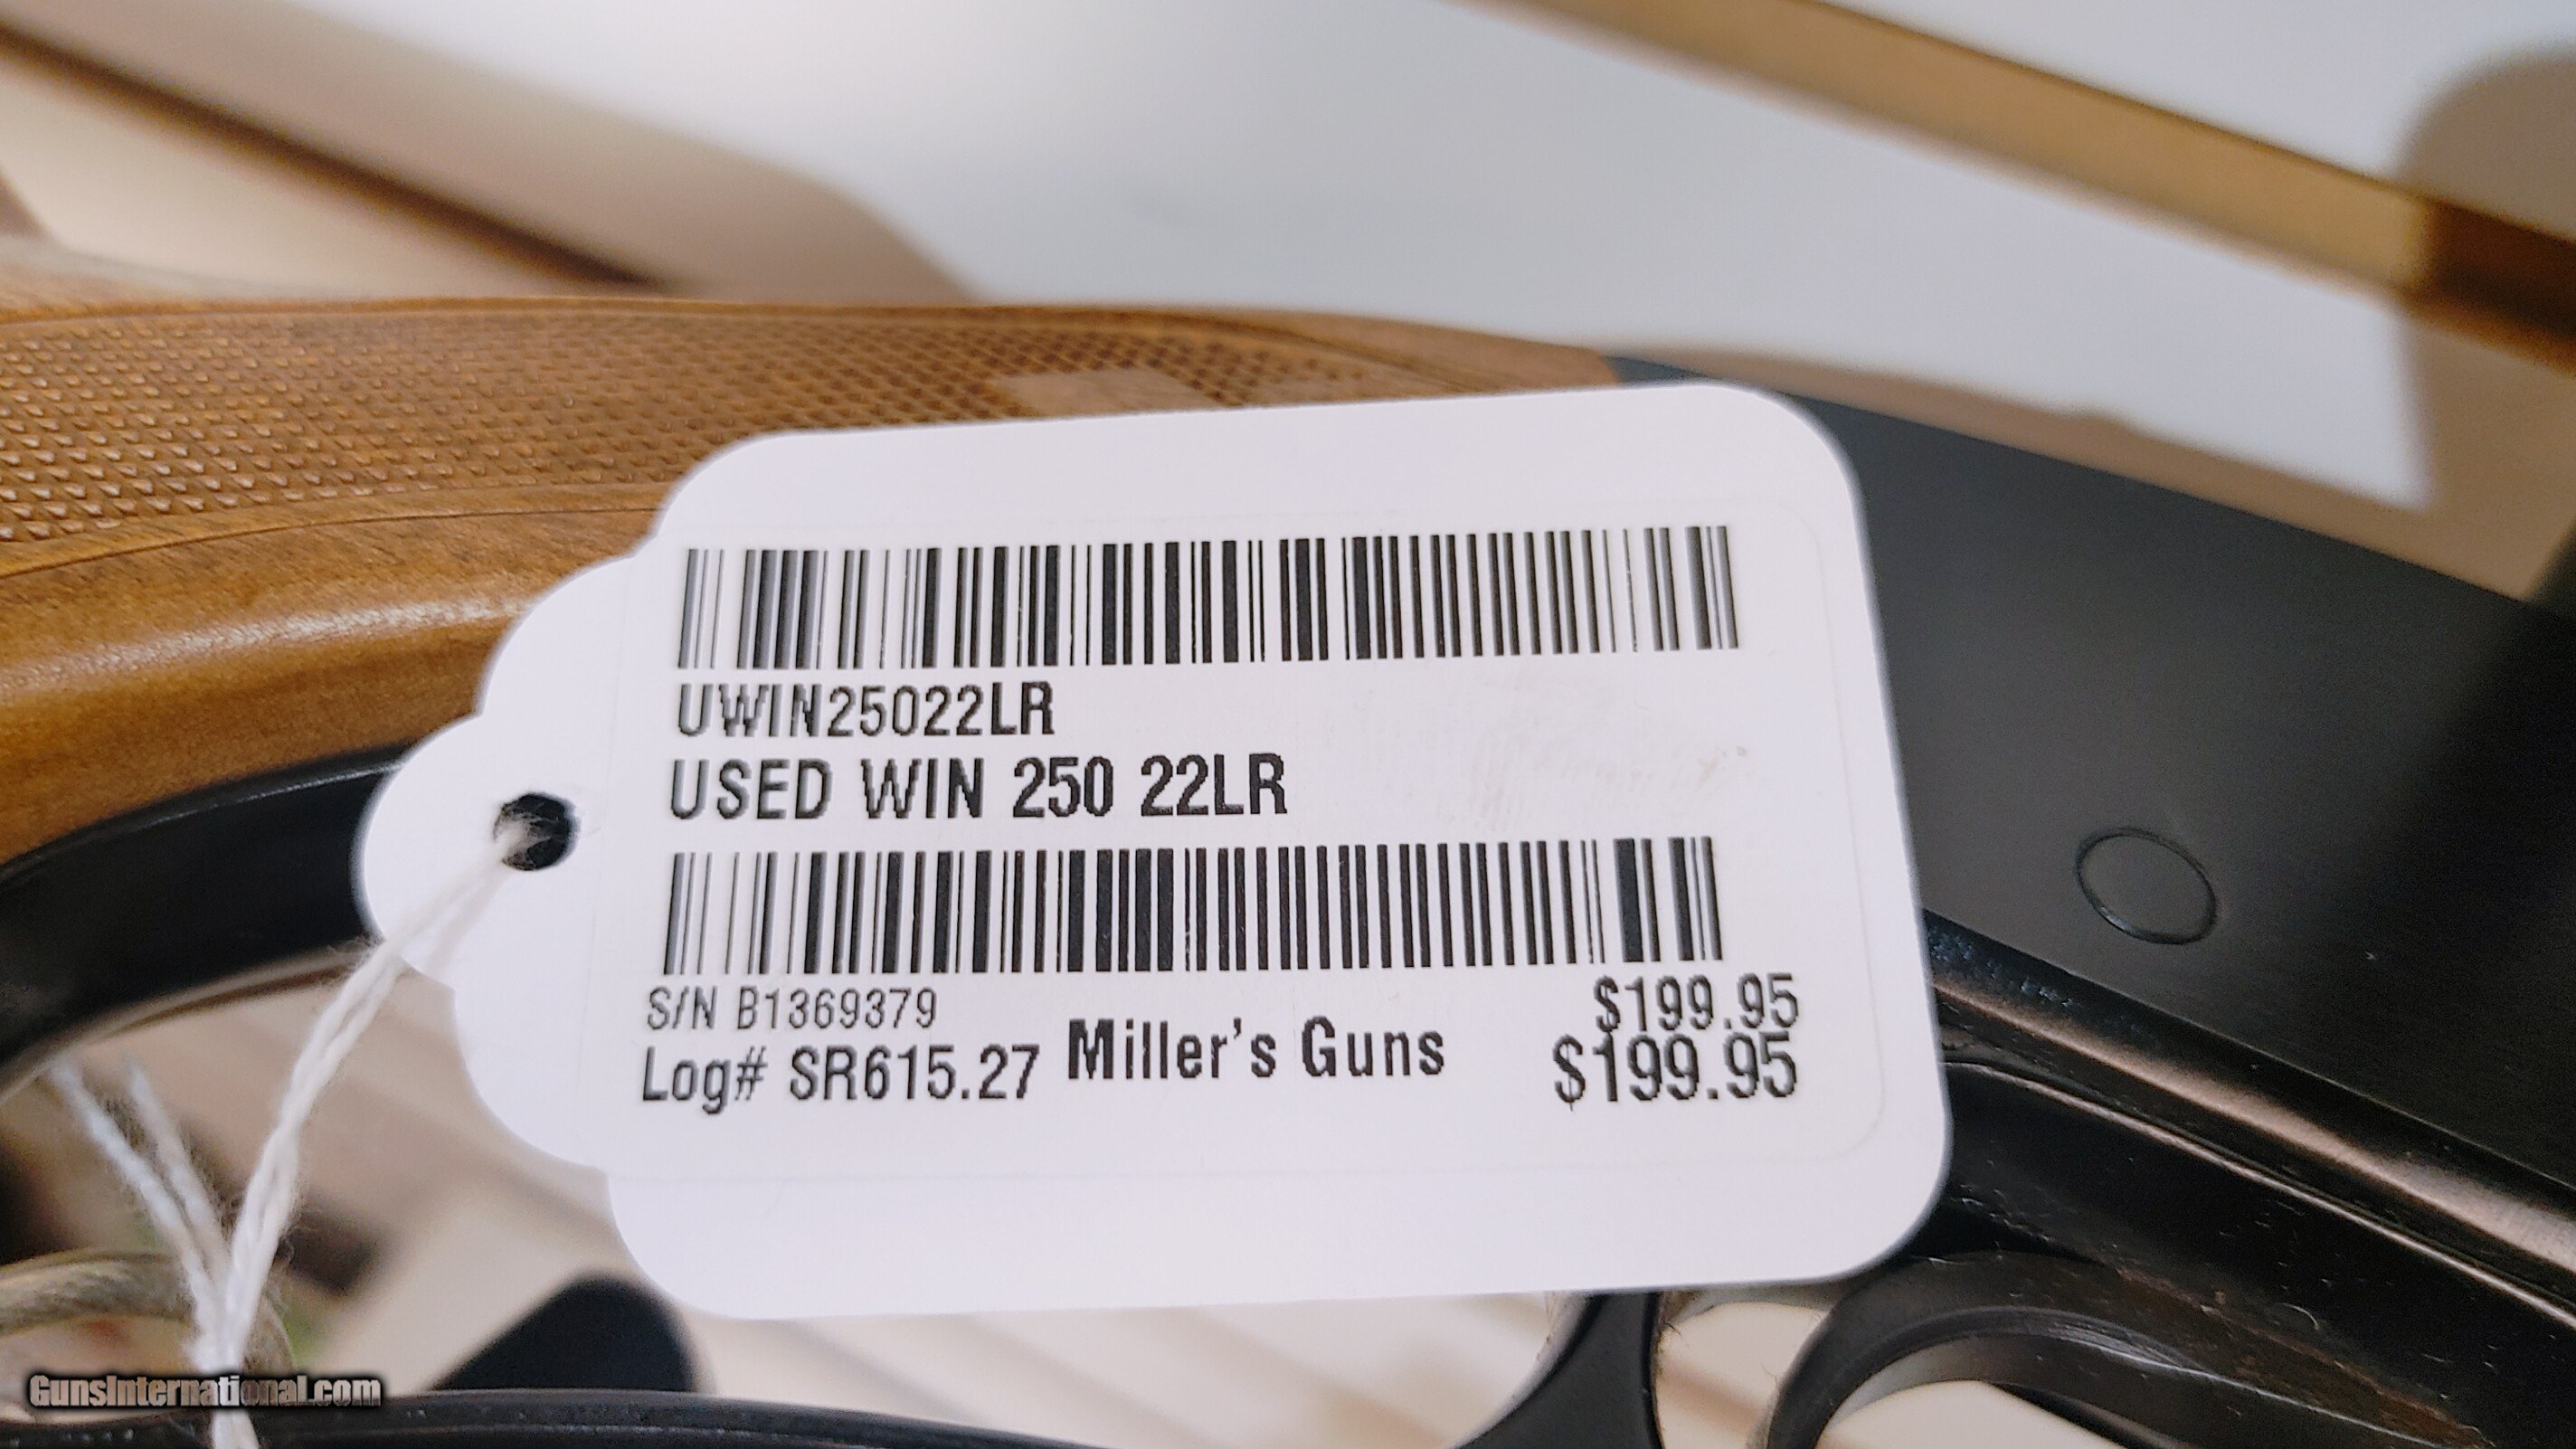 UWIN25022LR
USED WIN 250 22LR
S/N B1369379
$199.95
Log# SR615.27 Miller's Guns $199.95
GunsInternational.com